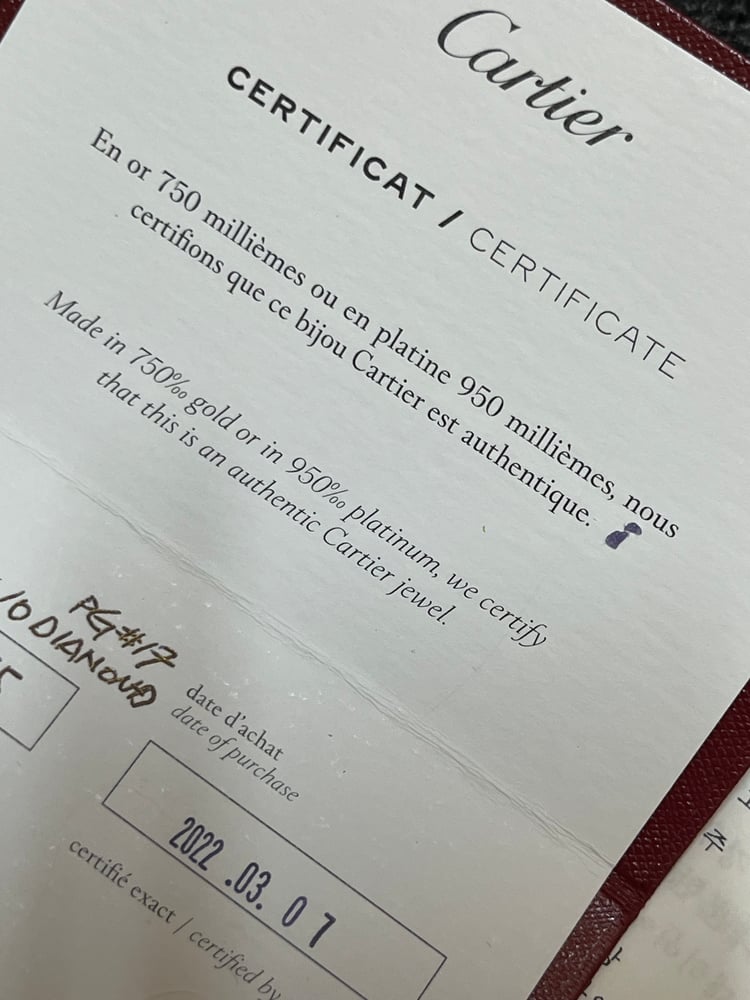 Cartier
CERTIFICAT / CERTIFICATE
En or 750 millièmes ou en platine 950 millièmes, nous
certifions que ce bijou Cartier est authentique.
Made in 750‰ gold or in 950‰ platinum, we certify
that this is an authentic Cartier jewel.
PG#17
10 DIAMOND
date d'achat
date of purchase
2022 .03. 07
certifié exact / certified by
주